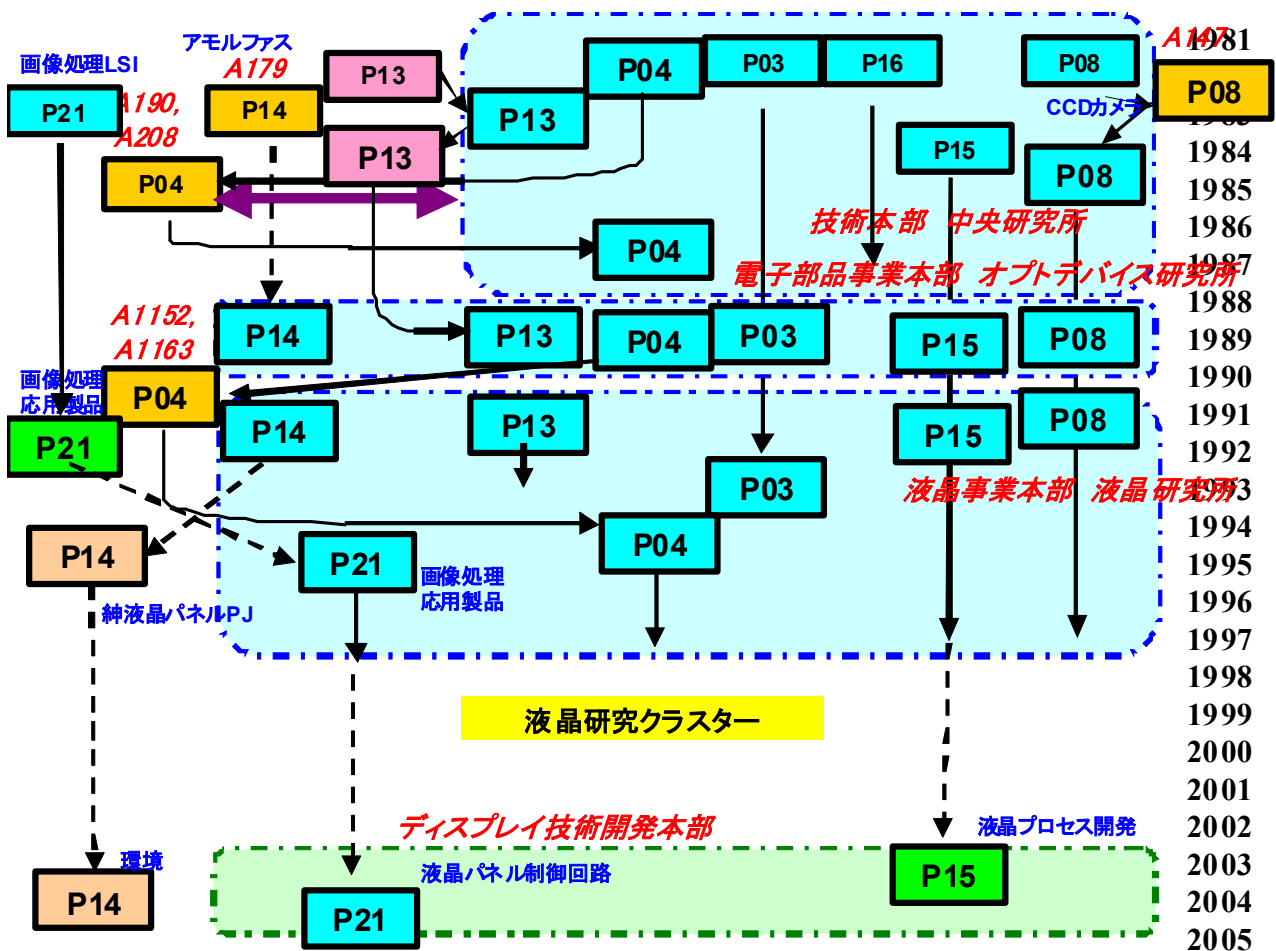 アモルファス
A147
1981
画像処理LSI
A179
P13
P04
P03
P16
P08
P08
P21
A190,
P14
P13
CCDカメラ
A208
P13
P15
1984
P04
P08
1985
技術本部 中央研究所
1986
P04
電子部品事業本部 オプトデバイス研究所
1987
1988
A1152,
P14
P13
P04
P03
P15
P08
1989
A1163
画像処理
1990
応用製品
P04
P14
P13
P15
P08
1991
P21
1992
P03
液晶事業本部 液晶研究所
1993
P04
1994
P14
P21
画像処理
1995
応用製品
紳液晶パネルPJ
1996
1997
1998
液晶研究クラスター
1999
2000
2001
ディスプレイ技術開発本部
液晶プロセス開発
2002
環境
液晶パネル制御回路
P15
2003
P14
P21
2004
2005